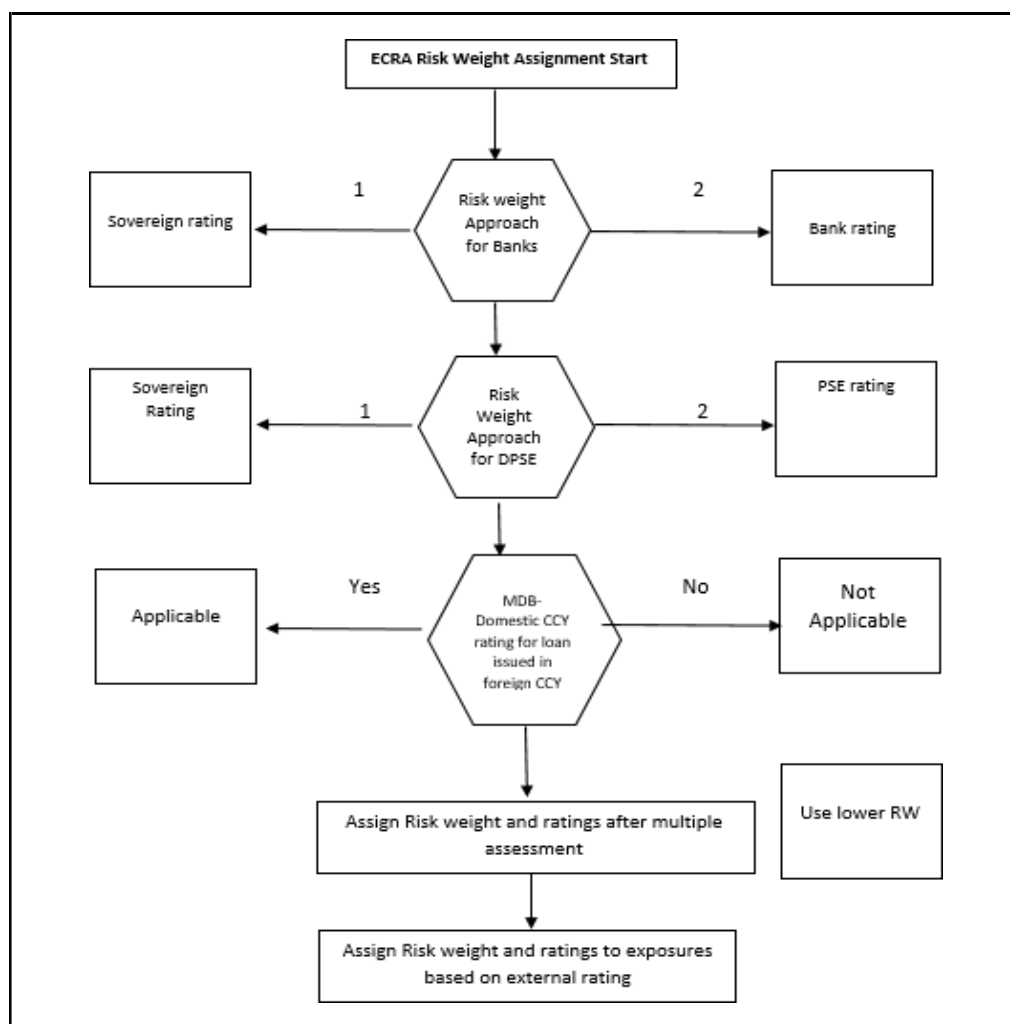 ECRA Risk Weight Assignment Start
1
2
Sovereign rating
Risk weight
Approach
for Banks
Bank rating
Sovereign
Rating
1
Risk
Weight
Approach
for DPSE
2
PSE rating
Applicable
Yes
MDB-
Domestic CCY
rating for loan
issued in
foreign CCY
No
Not
Applicable
Assign Risk weight and ratings after multiple
assessment
Use lower RW
Assign Risk weight and ratings to exposures
based on external rating